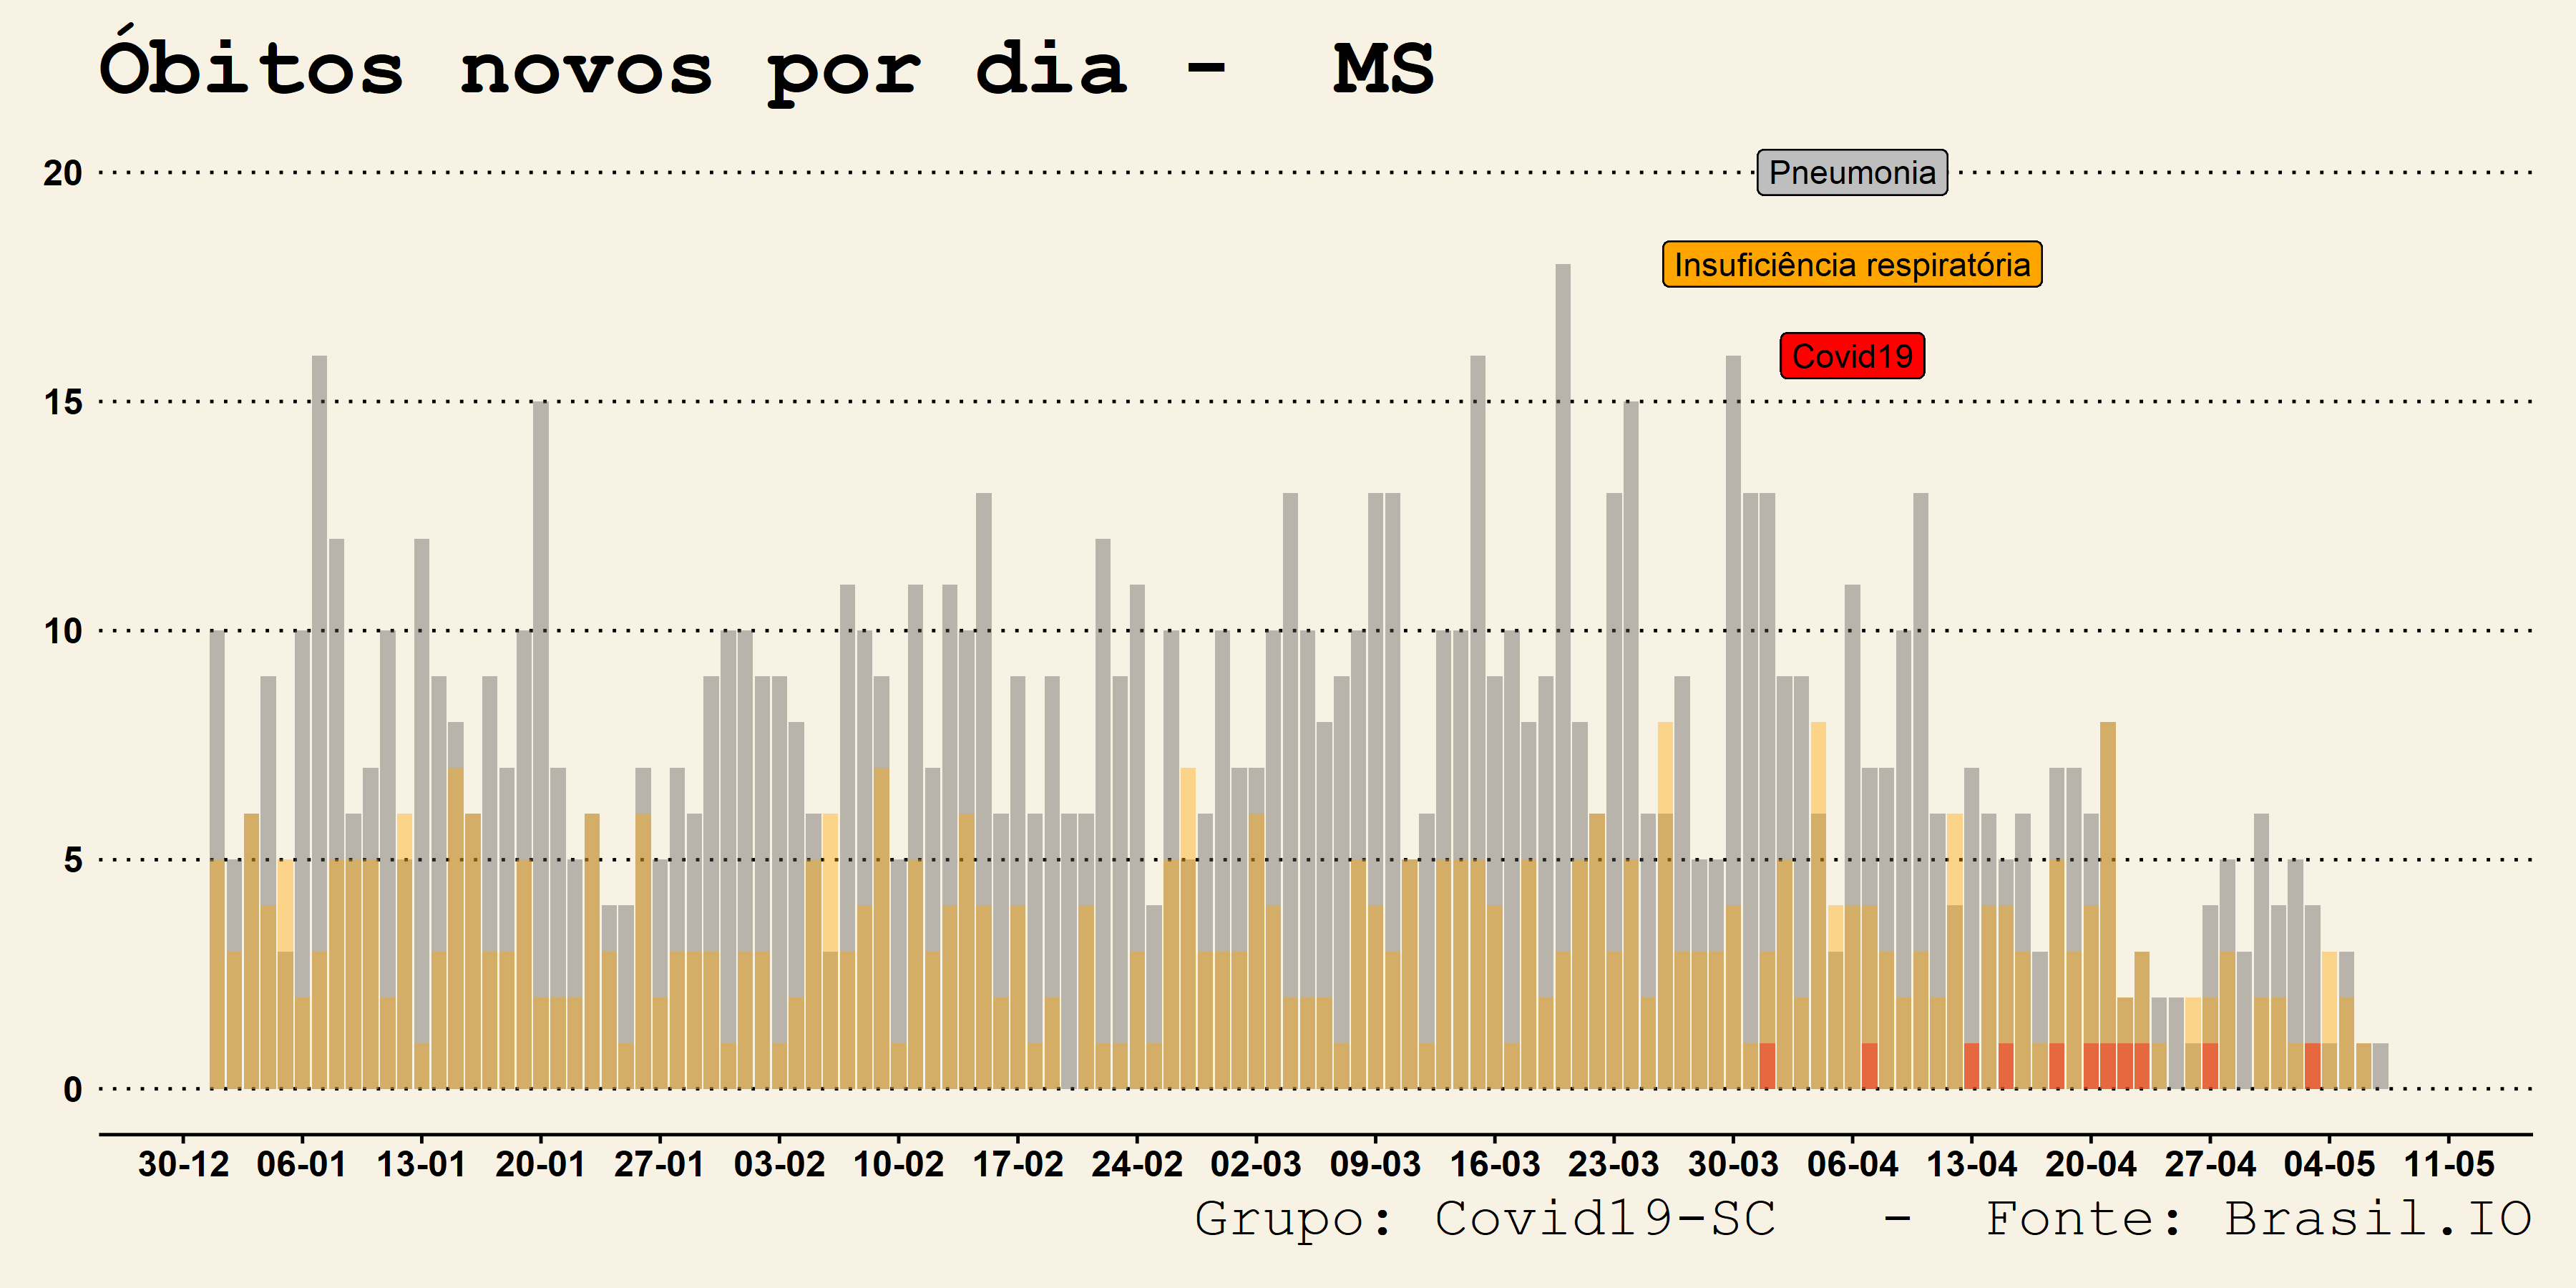 Óbitos novos por dia -  MS
20
Pneumonia
Insuficiência respiratória
Covid19
15
10
5
0
30-12 06-01 13-01 20-01 27-01 03-02 10-02 17-02 24-02 02-03 09-03 16-03 23-03 30-03 06-04 13-04 20-04 27-04 04-05 11-05
Grupo: Covid19-SC  -  Fonte: Brasil.IO